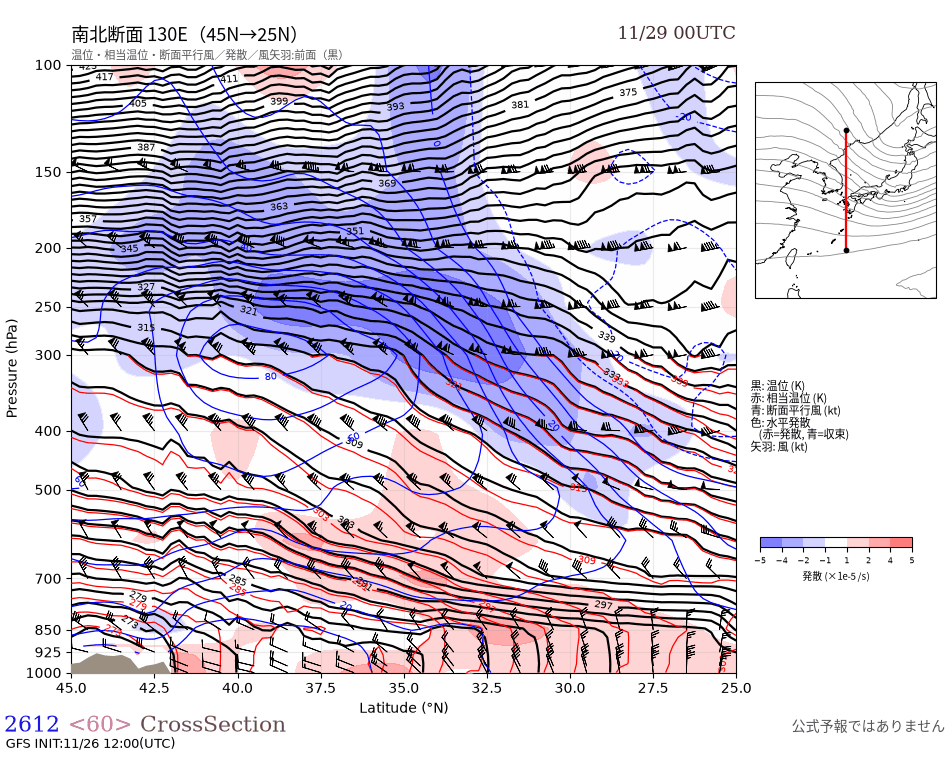 南北断面 130E（45N→25N）
11/29 00UTC
温位・相当温位・断面平行風／発散／風矢羽:前面（黒）
100
150
200
250
300
400
500
700
850
925
1000
Pressure (hPa)
417
411
405
399
393
381
375
387
369
363
357
351
345
327
321
315
339
333
309
303
285
279
273
297
291
80
60
20
0
-20
309
303
285
279
45.0 42.5 40.0 37.5 35.0 32.5 30.0 27.5 25.0
Latitude (°N)
黒: 温位 (K)
赤: 相当温位 (K)
青: 断面平行風 (kt)
色: 水平発散
(赤=発散, 青=収束)
矢羽: 風 (kt)
−5 −4 −2 −1 1 2 4 5
発散 (×1e-5 /s)
2612 <60> CrossSection
公式予報ではありません
GFS INIT:11/26 12:00(UTC)